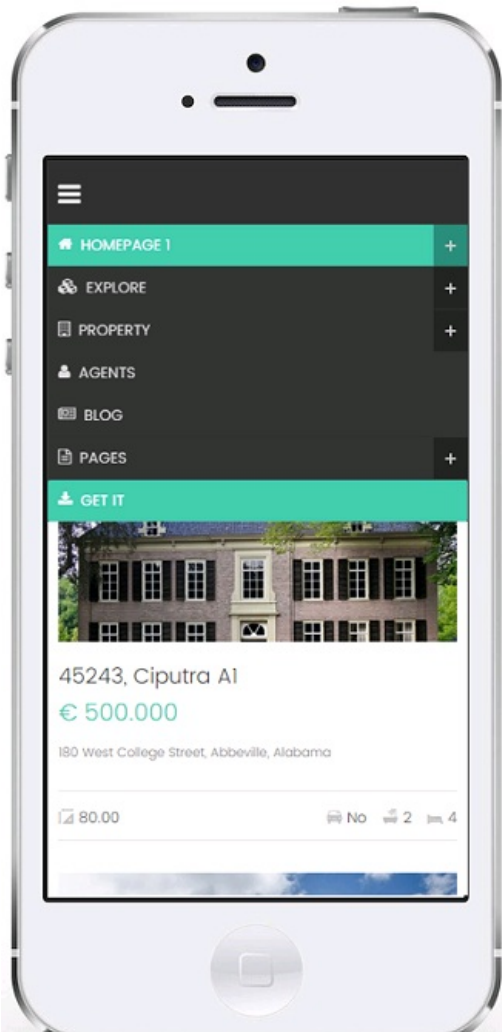 HOMEPAGE 1 +
EXPLORE +
PROPERTY +
AGENTS
BLOG
PAGES +
GET IT
45243, Ciputra A1
€ 500.000
180 West College Street, Abbeville, Alabama
80.00 No 2 4